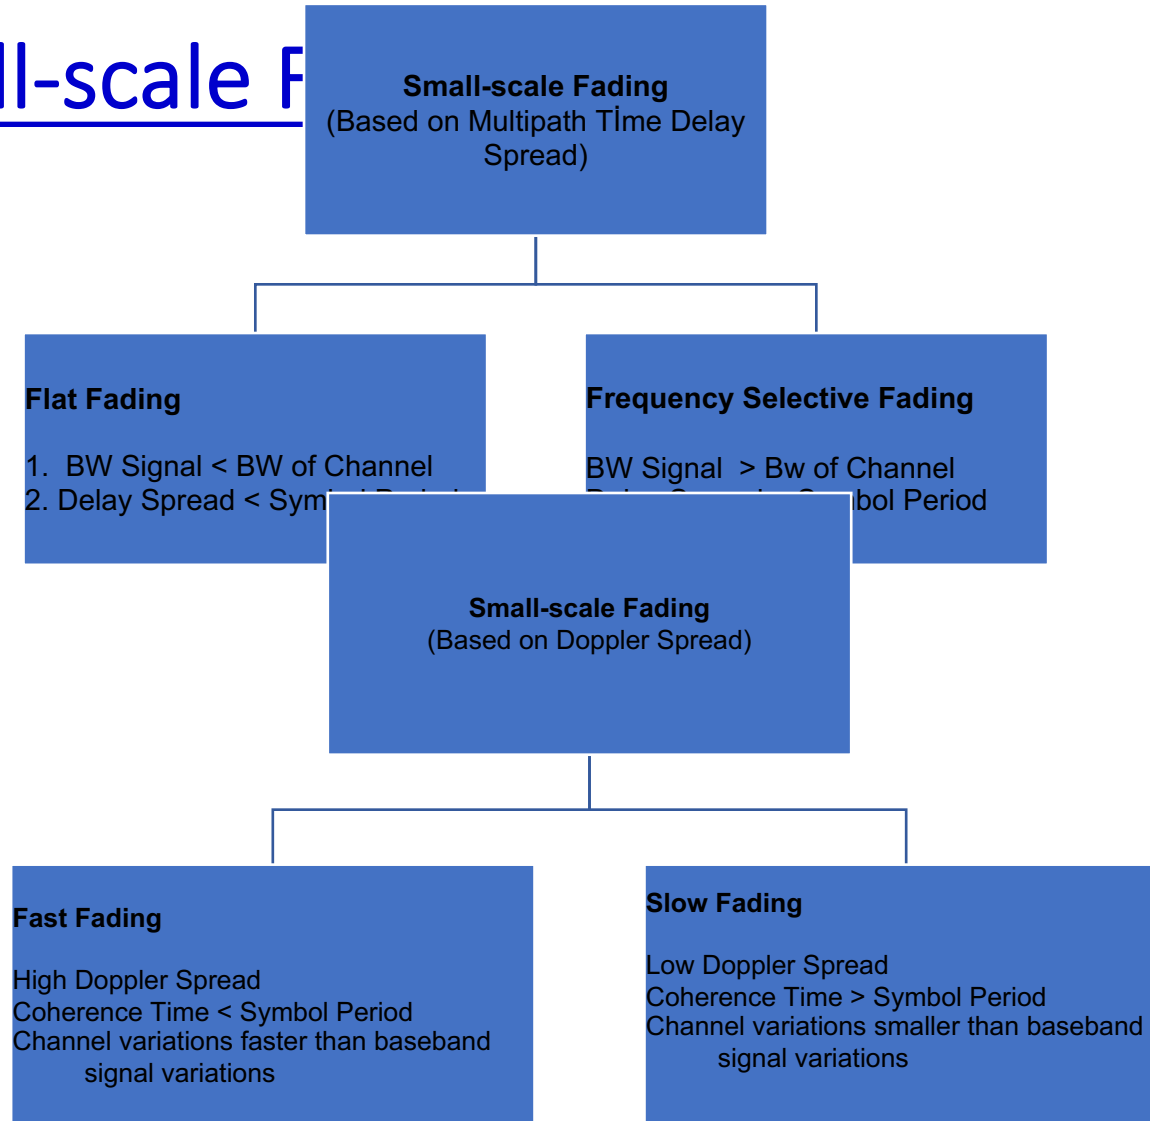 ll-scale F
Small-scale Fading
(Based on Multipath Tİme Delay
Spread)
Flat Fading
1. BW Signal < BW of Channel
2. Delay Spread < Sym
Frequency Selective Fading
BW Signal > Bw of Channel
bol Period
Small-scale Fading
(Based on Doppler Spread)
Fast Fading
High Doppler Spread
Coherence Time < Symbol Period
Channel variations faster than baseband
signal variations
Slow Fading
Low Doppler Spread
Coherence Time > Symbol Period
Channel variations smaller than baseband
signal variations